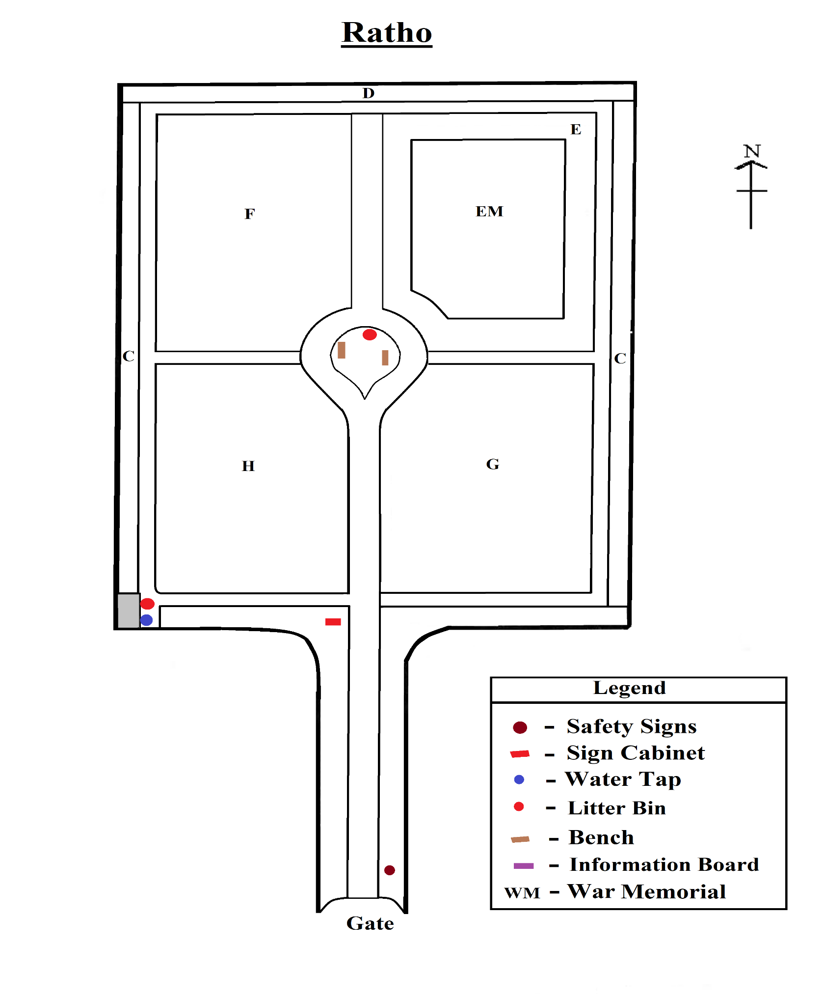 Ratho
D
E
N
F
EM
C
C
H
G
Legend
- Safety Signs
- Sign Cabinet
- Water Tap
- Litter Bin
- Bench
- Information Board
WM - War Memorial
Gate